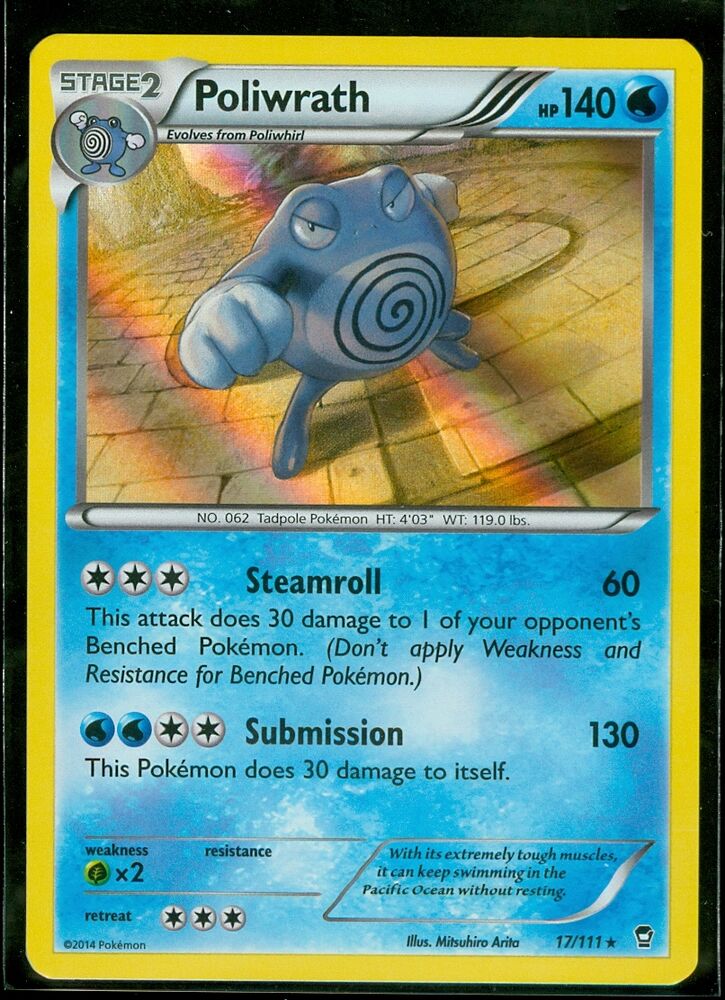 STAGE2
Poliwrath
HP140
Evolves from Poliwhirl
NO. 062 Tadpole Pokémon HT: 4'03" WT: 119.0 lbs.
Steamroll 60
This attack does 30 damage to 1 of your opponent's
Benched Pokémon. (Don't apply Weakness and
Resistance for Benched Pokémon.)
Submission 130
This Pokémon does 30 damage to itself.
weakness resistance
×2
With its extremely tough muscles,
it can keep swimming in the
Pacific Ocean without resting.
retreat
©2014 Pokémon
Illus. Mitsuhiro Arita 17/111★